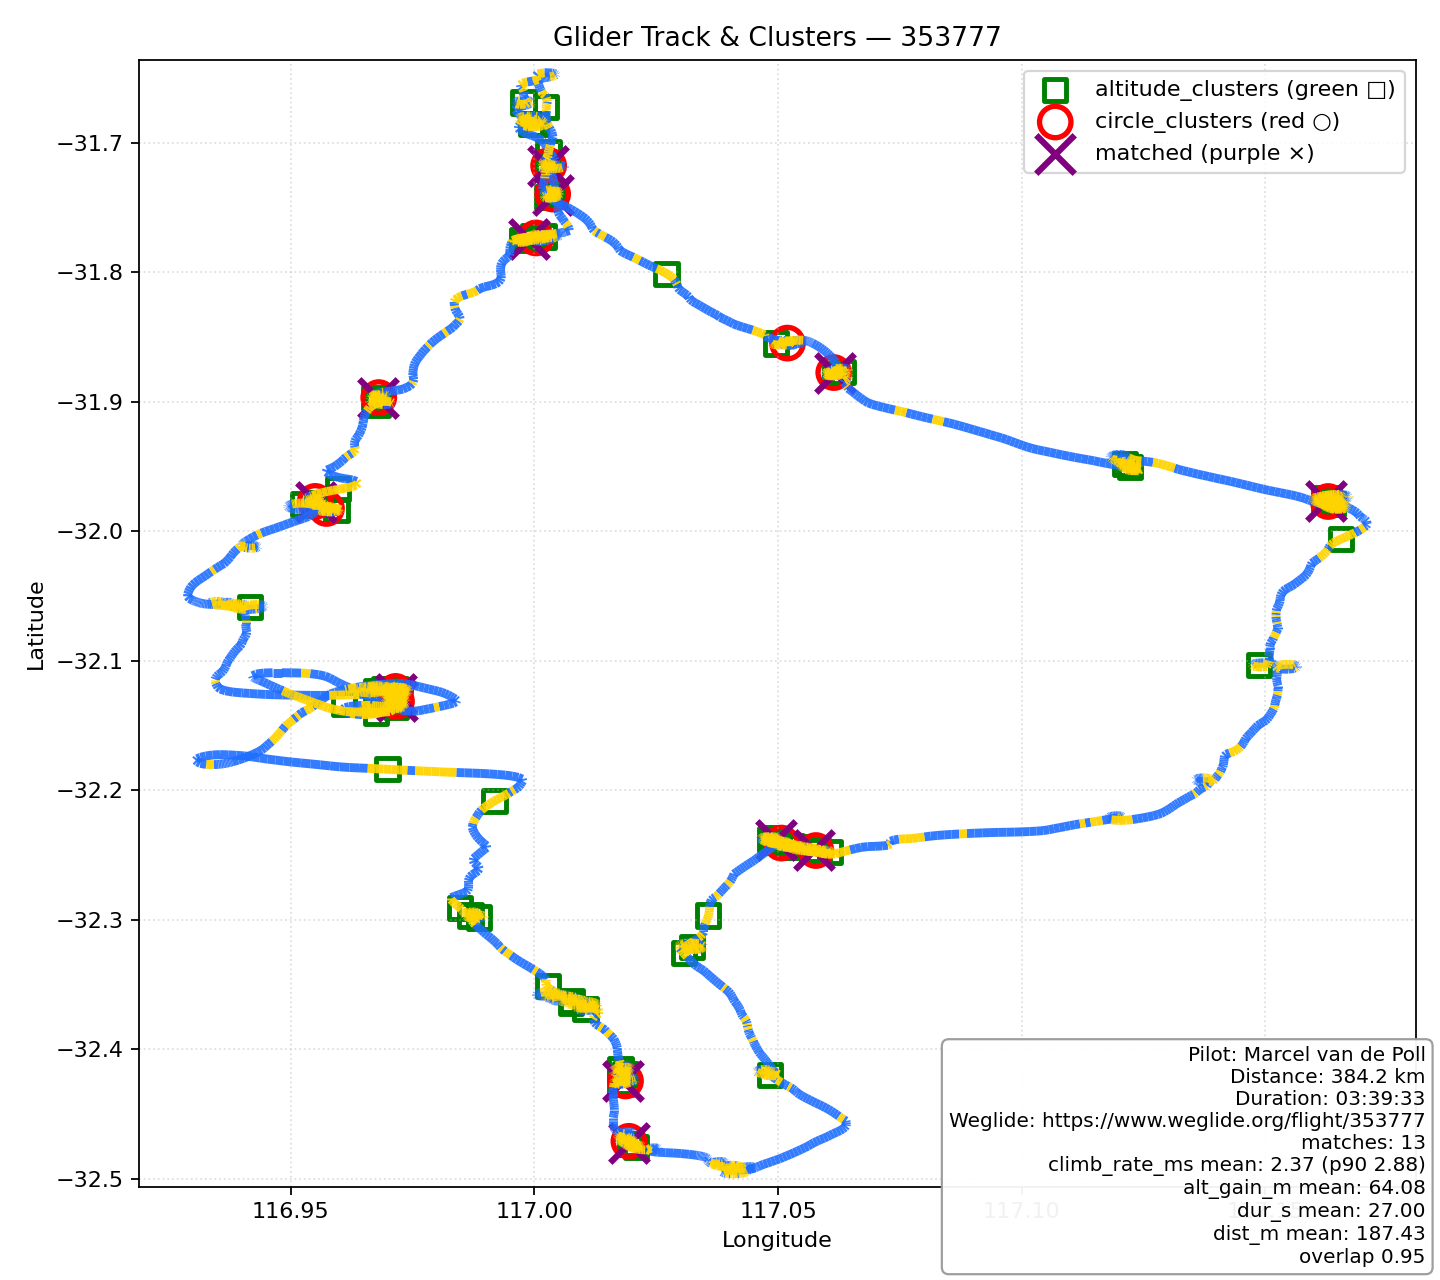 Glider Track & Clusters — 353777
altitude_clusters (green □)
circle_clusters (red ○)
matched (purple ×)
−31.7
−31.8
−31.9
−32.0
−32.1
−32.2
−32.3
−32.4
−32.5
Latitude
116.95
117.00
117.05
117.10
Longitude
Pilot: Marcel van de Poll
Distance: 384.2 km
Duration: 03:39:33
Weglide: https://www.weglide.org/flight/353777
matches: 13
climb_rate_ms mean: 2.37 (p90 2.88)
alt_gain_m mean: 64.08
dur_s mean: 27.00
dist_m mean: 187.43
overlap 0.95